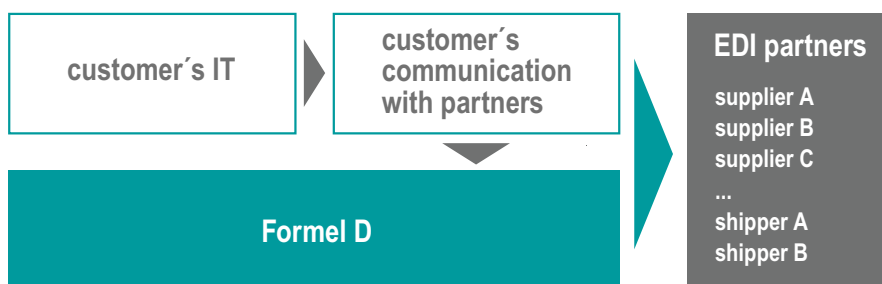 customer´s IT
customer´s
communication
with partners
Formel D
EDI partners
supplier A
supplier B
supplier C
...
shipper A
shipper B